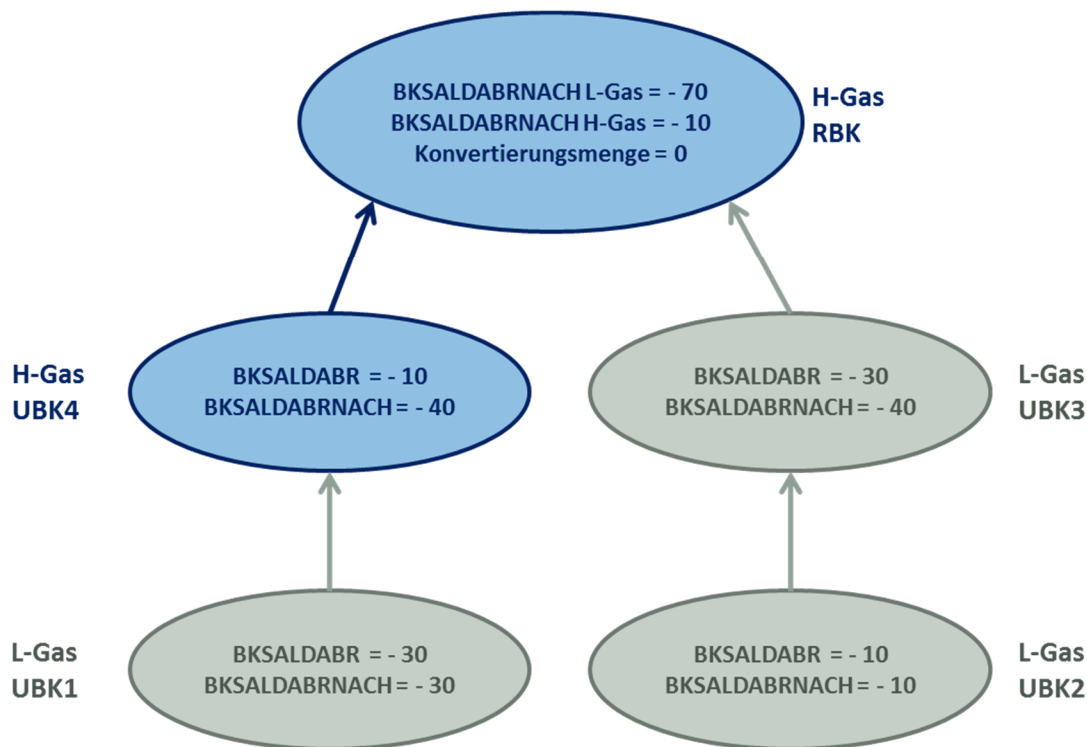 BKSALDABRNACH L-Gas = - 70
BKSALDABRNACH H-Gas = - 10
Konvertierungsmenge = 0
H-Gas
RBK
H-Gas
UBK4
BKSALDABR = - 10
BKSALDABRNACH = - 40
BKSALDABR = - 30
BKSALDABRNACH = - 40
L-Gas
UBK3
L-Gas
UBK1
BKSALDABR = - 30
BKSALDABRNACH = - 30
BKSALDABR = - 10
BKSALDABRNACH = - 10
L-Gas
UBK2